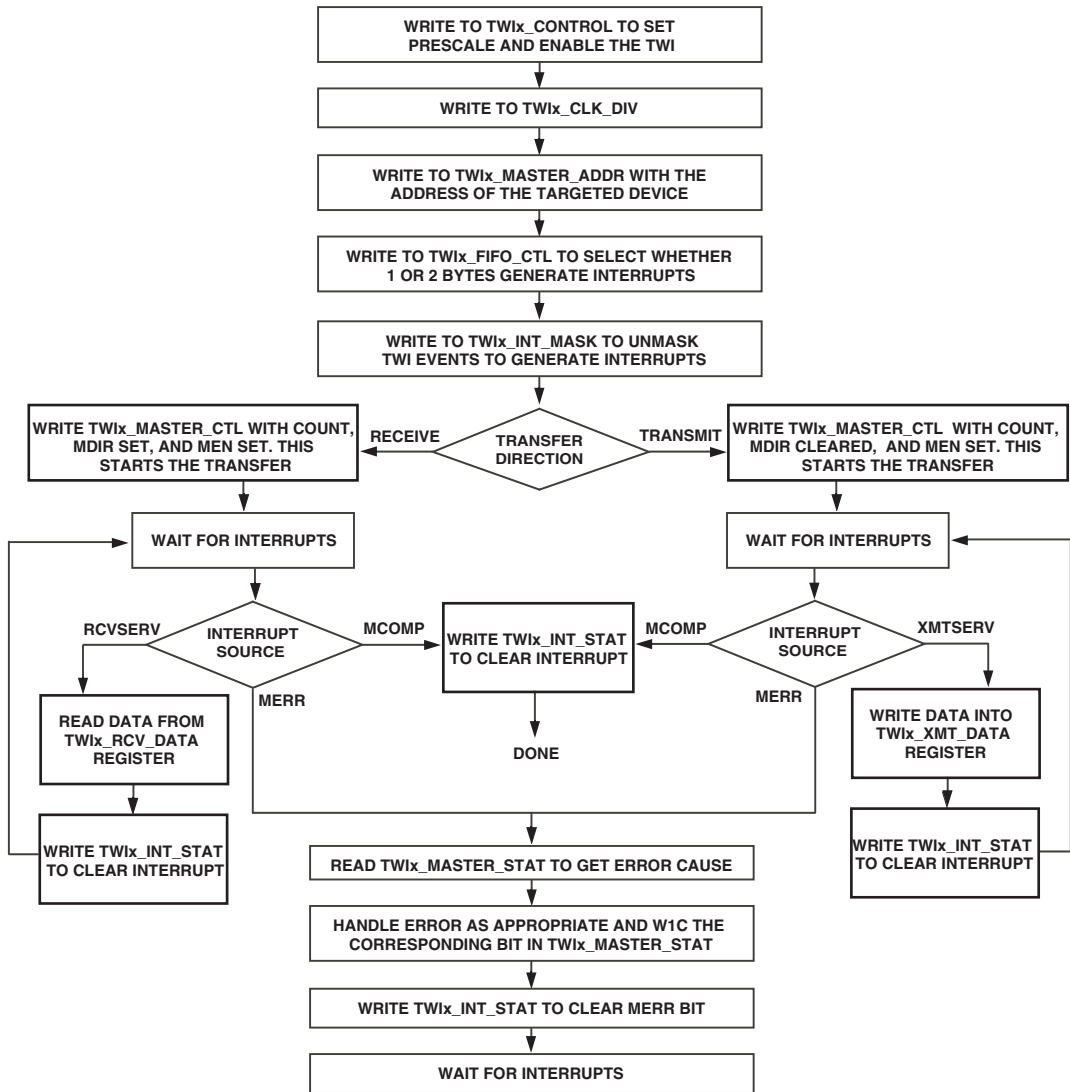 WRITE TO TWIx_CONTROL TO SET
PRESCALE AND ENABLE THE TWI
WRITE TO TWIx_CLK_DIV
WRITE TO TWIx_MASTER_ADDR WITH THE
ADDRESS OF THE TARGETED DEVICE
WRITE TO TWIx_FIFO_CTL TO SELECT WHETHER
1 OR 2 BYTES GENERATE INTERRUPTS
WRITE TO TWIx_INT_MASK TO UNMASK
TWI EVENTS TO GENERATE INTERRUPTS
WRITE TWIx_MASTER_CTL WITH COUNT,
MDIR SET, AND MEN SET. THIS
STARTS THE TRANSFER
RECEIVE
TRANSFER
DIRECTION
TRANSMIT
WRITE TWIx_MASTER_CTL WITH COUNT,
MDIR CLEARED, AND MEN SET. THIS
STARTS THE TRANSFER
WAIT FOR INTERRUPTS
WAIT FOR INTERRUPTS
RCVSERV
INTERRUPT
SOURCE
MCOMP
WRITE TWIx_INT_STAT
TO CLEAR INTERRUPT
MCOMP
INTERRUPT
SOURCE
XMTSERV
MERR
MERR
READ DATA FROM
TWIx_RCV_DATA
REGISTER
DONE
WRITE DATA INTO
TWIx_XMT_DATA
REGISTER
WRITE TWIx_INT_STAT
TO CLEAR INTERRUPT
WRITE TWIx_INT_STAT
TO CLEAR INTERRUPT
READ TWIx_MASTER_STAT TO GET ERROR CAUSE
HANDLE ERROR AS APPROPRIATE AND W1C THE
CORRESPONDING BIT IN TWIx_MASTER_STAT
WRITE TWIx_INT_STAT TO CLEAR MERR BIT
WAIT FOR INTERRUPTS